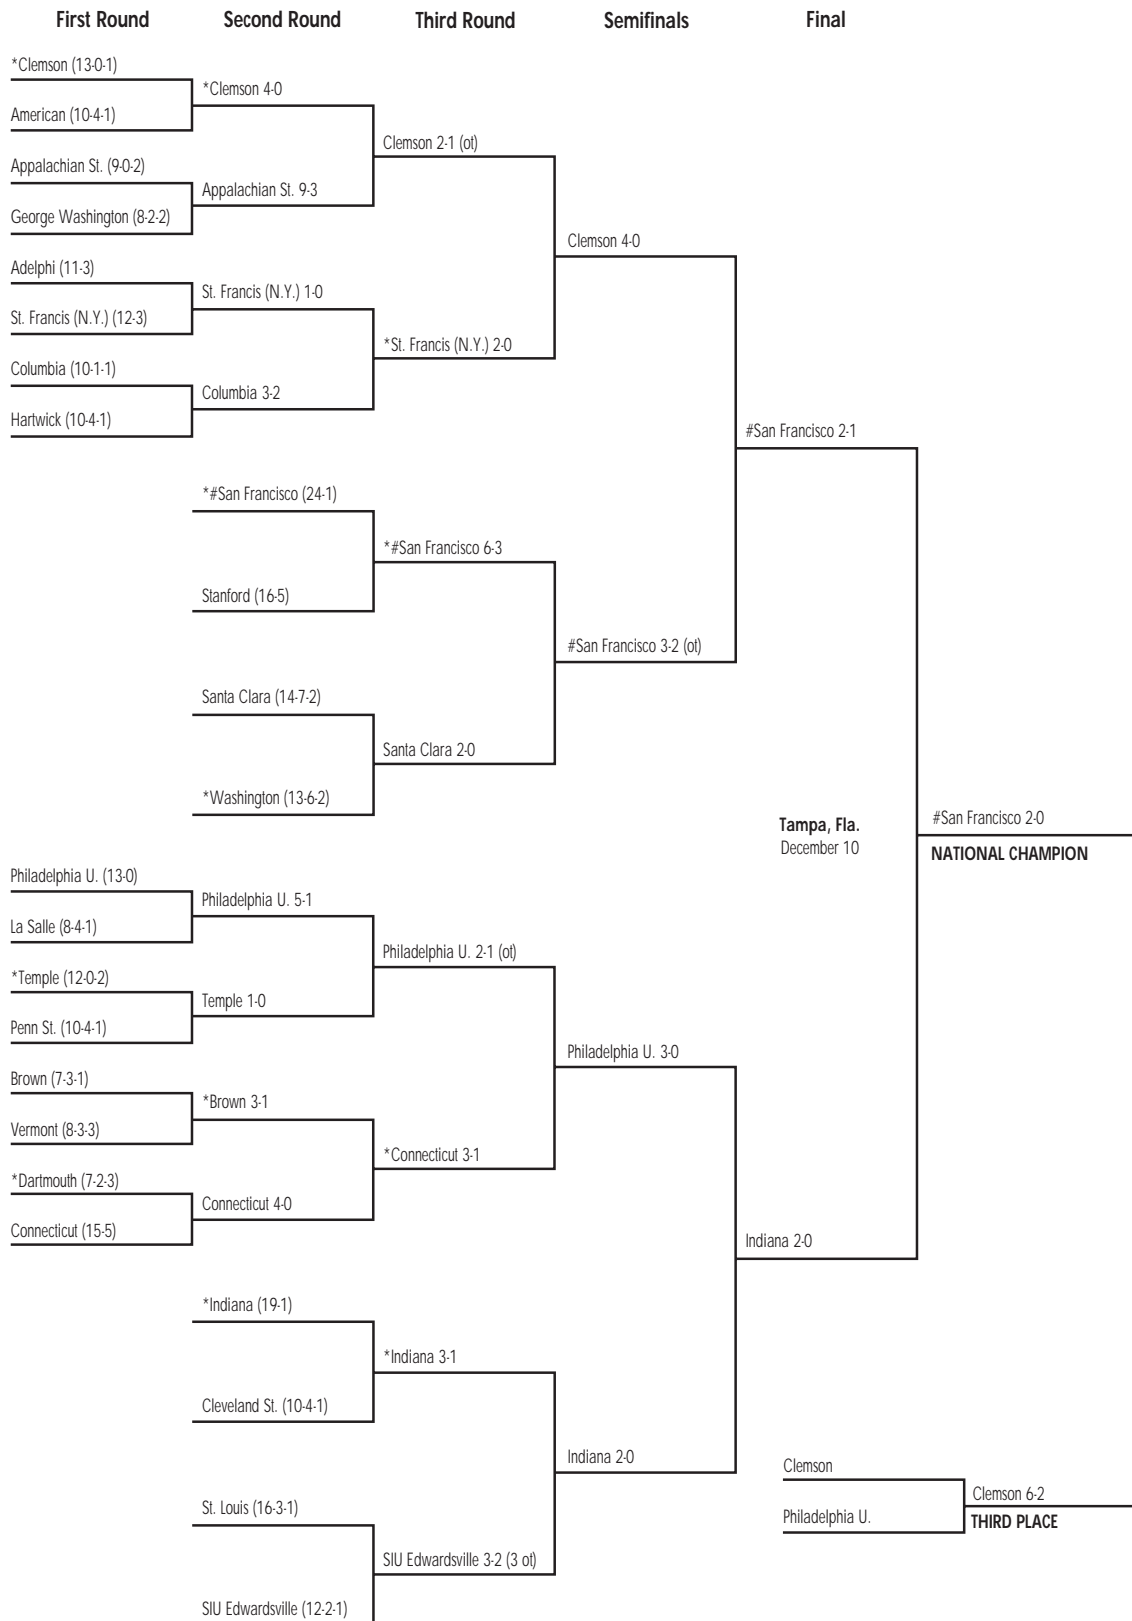 First Round
Second Round
Third Round
Semifinals
Final
*Clemson (13-0-1)
American (10-4-1)
Appalachian St. (9-0-2)
George Washington (8-2-2)
Adelphi (11-3)
St. Francis (N.Y.) (12-3)
Columbia (10-1-1)
Hartwick (10-4-1)
*Clemson 4-0
Appalachian St. 9-3
St. Francis (N.Y.) 1-0
Columbia 3-2
*#San Francisco (24-1)
Stanford (16-5)
Santa Clara (14-7-2)
*Washington (13-6-2)
Clemson 2-1 (ot)
*St. Francis (N.Y.) 2-0
*#San Francisco 6-3
Santa Clara 2-0
Clemson 4-0
#San Francisco 3-2 (ot)
#San Francisco 2-1
Tampa, Fla.
December 10
#San Francisco 2-0
NATIONAL CHAMPION
Philadelphia U. (13-0)
La Salle (8-4-1)
*Temple (12-0-2)
Penn St. (10-4-1)
Brown (7-3-1)
Vermont (8-3-3)
*Dartmouth (7-2-3)
Connecticut (15-5)
Philadelphia U. 5-1
Temple 1-0
*Brown 3-1
Connecticut 4-0
*Indiana (19-1)
Cleveland St. (10-4-1)
St. Louis (16-3-1)
SIU Edwardsville (12-2-1)
Philadelphia U. 2-1 (ot)
*Connecticut 3-1
*Indiana 3-1
SIU Edwardsville 3-2 (3 ot)
Philadelphia U. 3-0
Indiana 2-0
Indiana 2-0
Clemson
Philadelphia U.
Clemson 6-2
THIRD PLACE